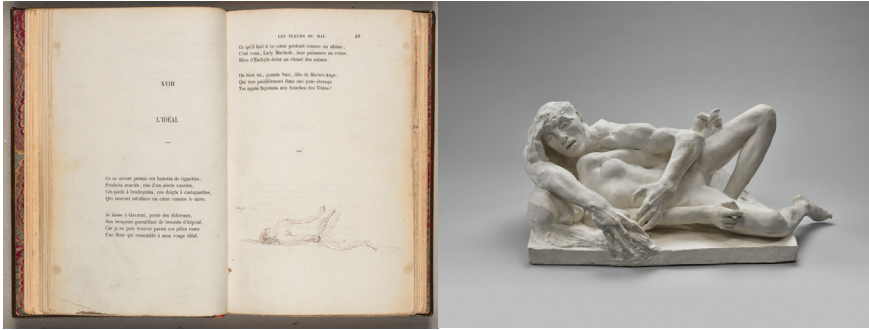 XVIII
L'IDÉAL
Ce ne seront jamais ces beautés de vignettes,
Produits avariés, nés d'un siècle vaurien,
Ces pieds à brodequins, ces doigts à castagnettes,
Qui sauront satisfaire un cœur comme le mien.
Je laisse à Gavarni, poëte des chloroses,
Son troupeau gazouillant de beautés d'hôpital,
Car je ne puis trouver parmi ces pâles roses
Une fleur qui ressemble à mon rouge idéal.
LES FLEURS DU MAL. 49
Ce qu'il faut à ce cœur profond comme un abîme,
C'est vous, Lady Macbeth, âme puissante au crime,
Rêve d'Eschyle éclos au climat des autans;
Ou bien toi, grande Nuit, fille de Michel-Ange,
Qui tors paisiblement dans une pose étrange
Tes appas façonnés aux bouches des Titans!